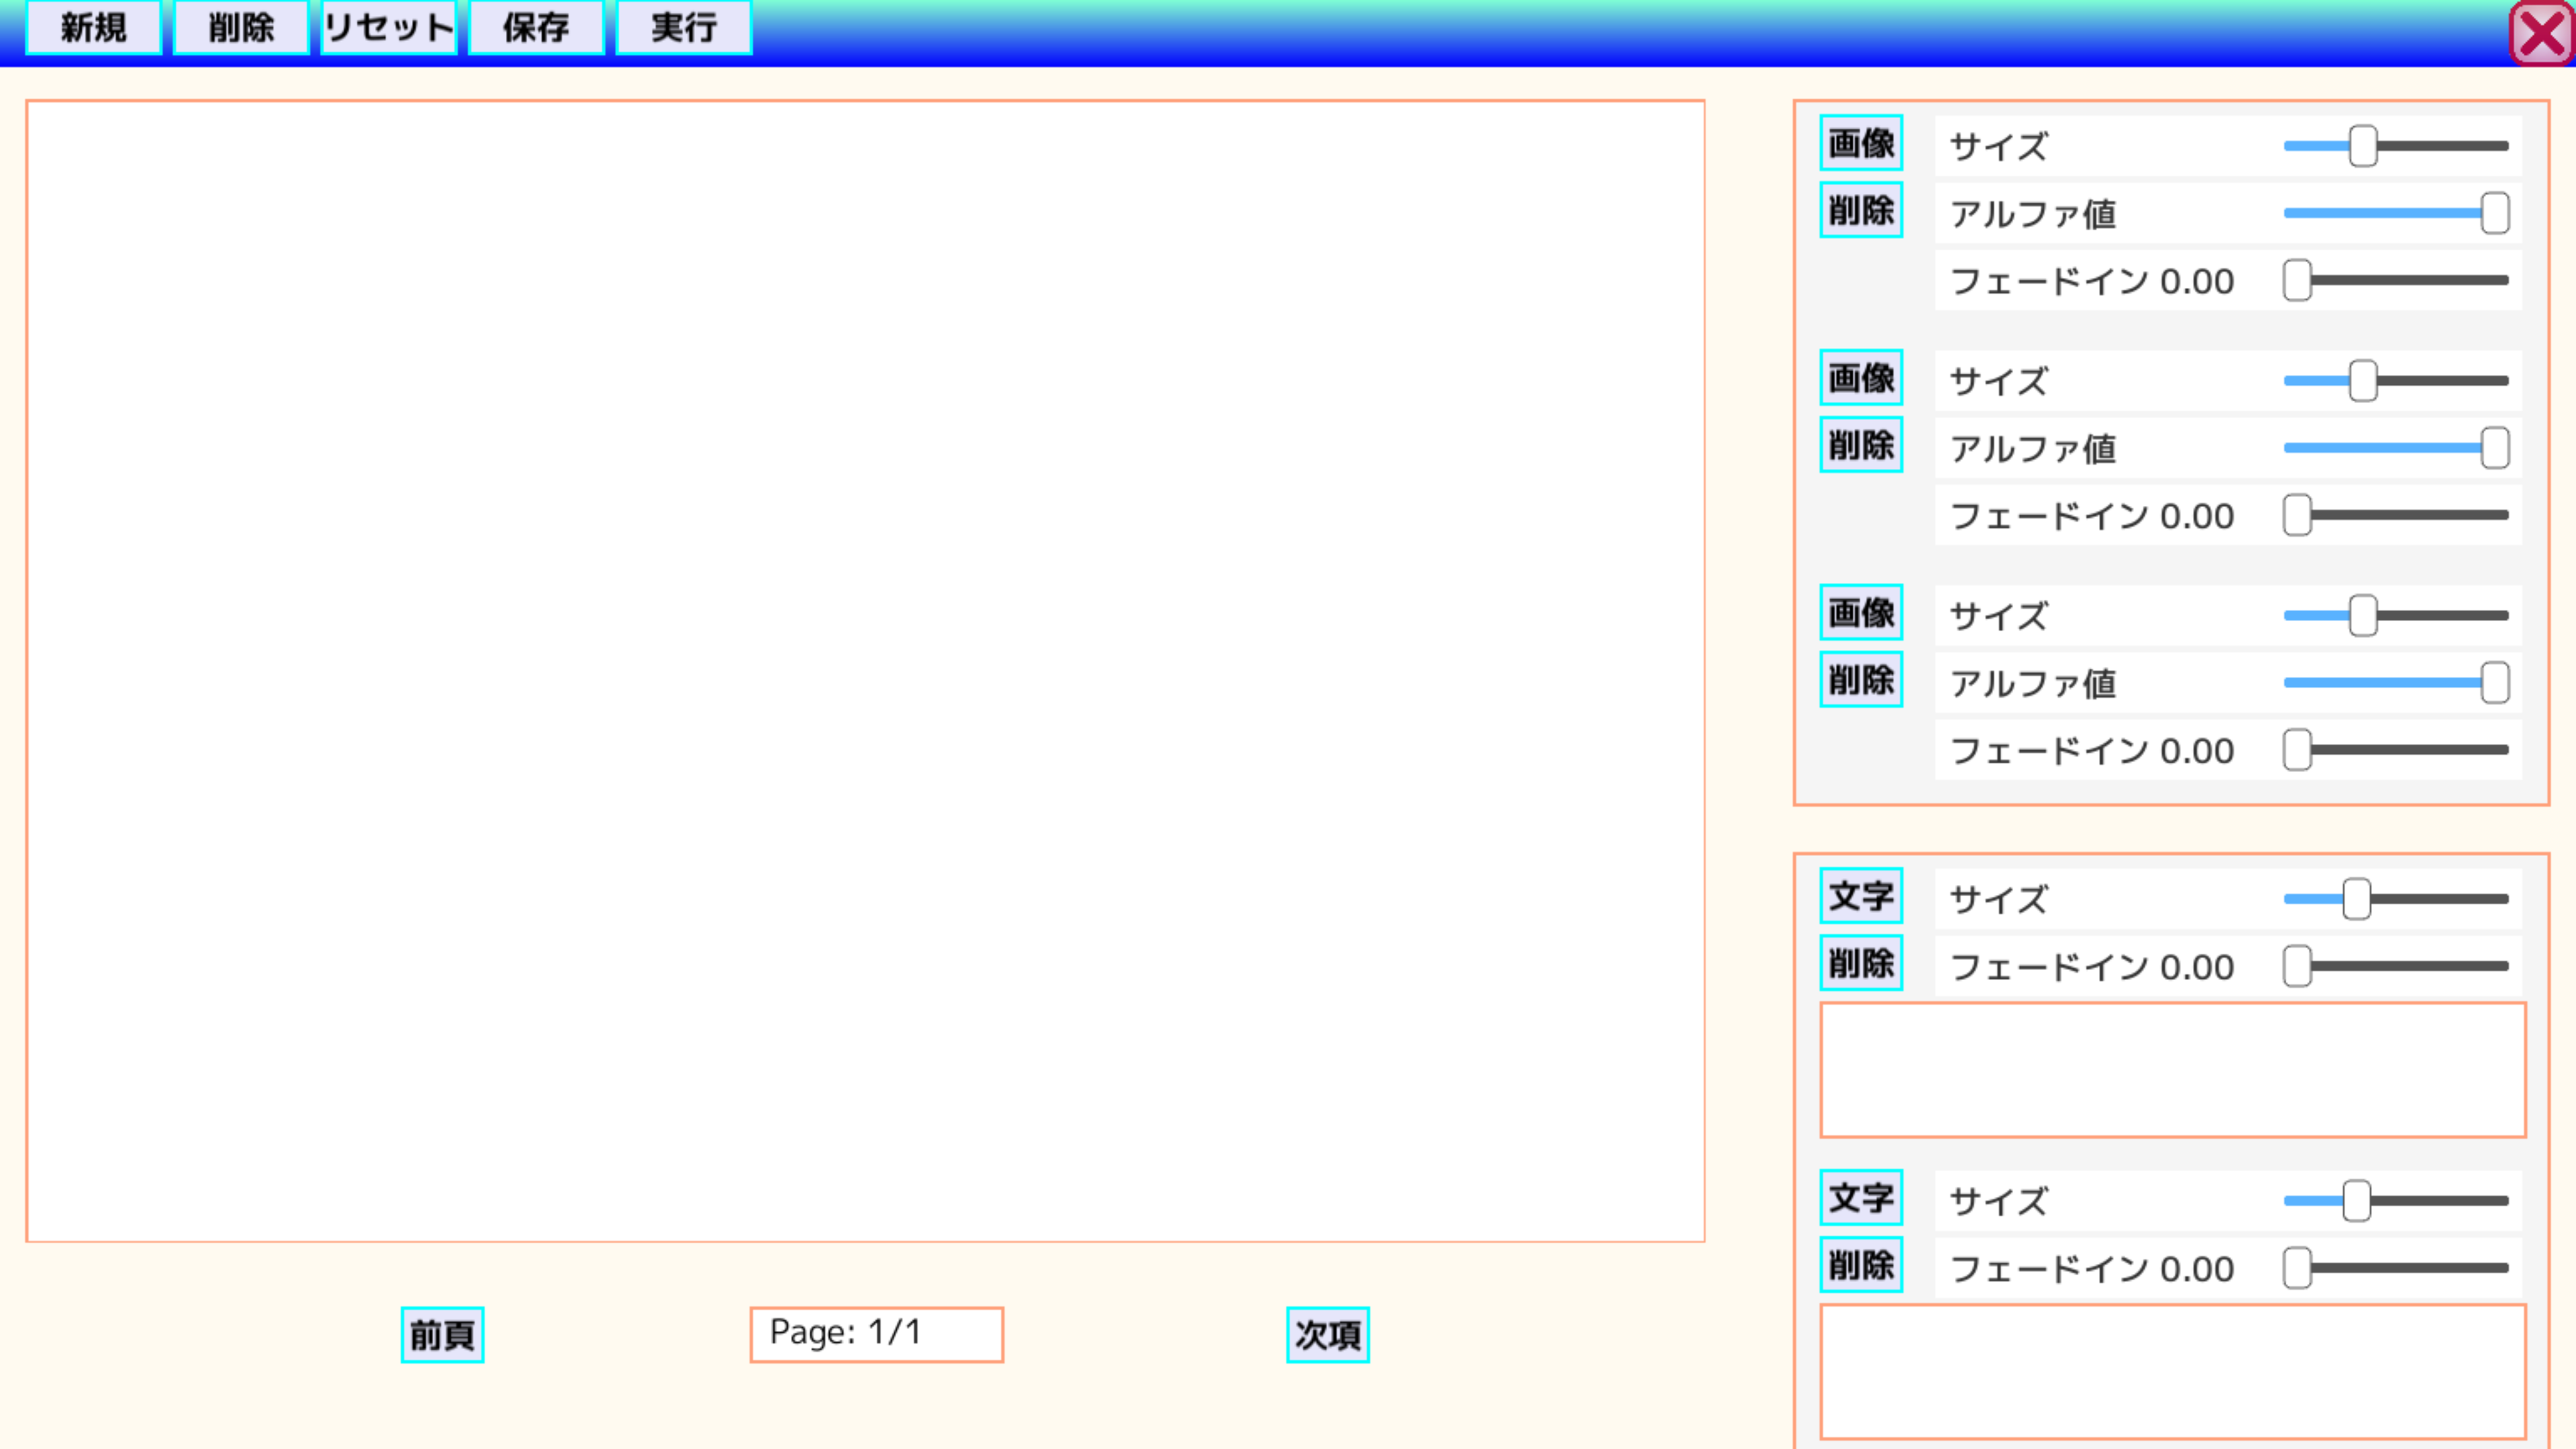 新規 削除 リセット 保存 実行
画像 サイズ
削除 アルファ値
フェードイン 0.00
画像 サイズ
削除 アルファ値
フェードイン 0.00
画像 サイズ
削除 アルファ値
フェードイン 0.00
文字 サイズ
削除 フェードイン 0.00
文字 サイズ
削除 フェードイン 0.00
前頁 Page: 1/1 次項